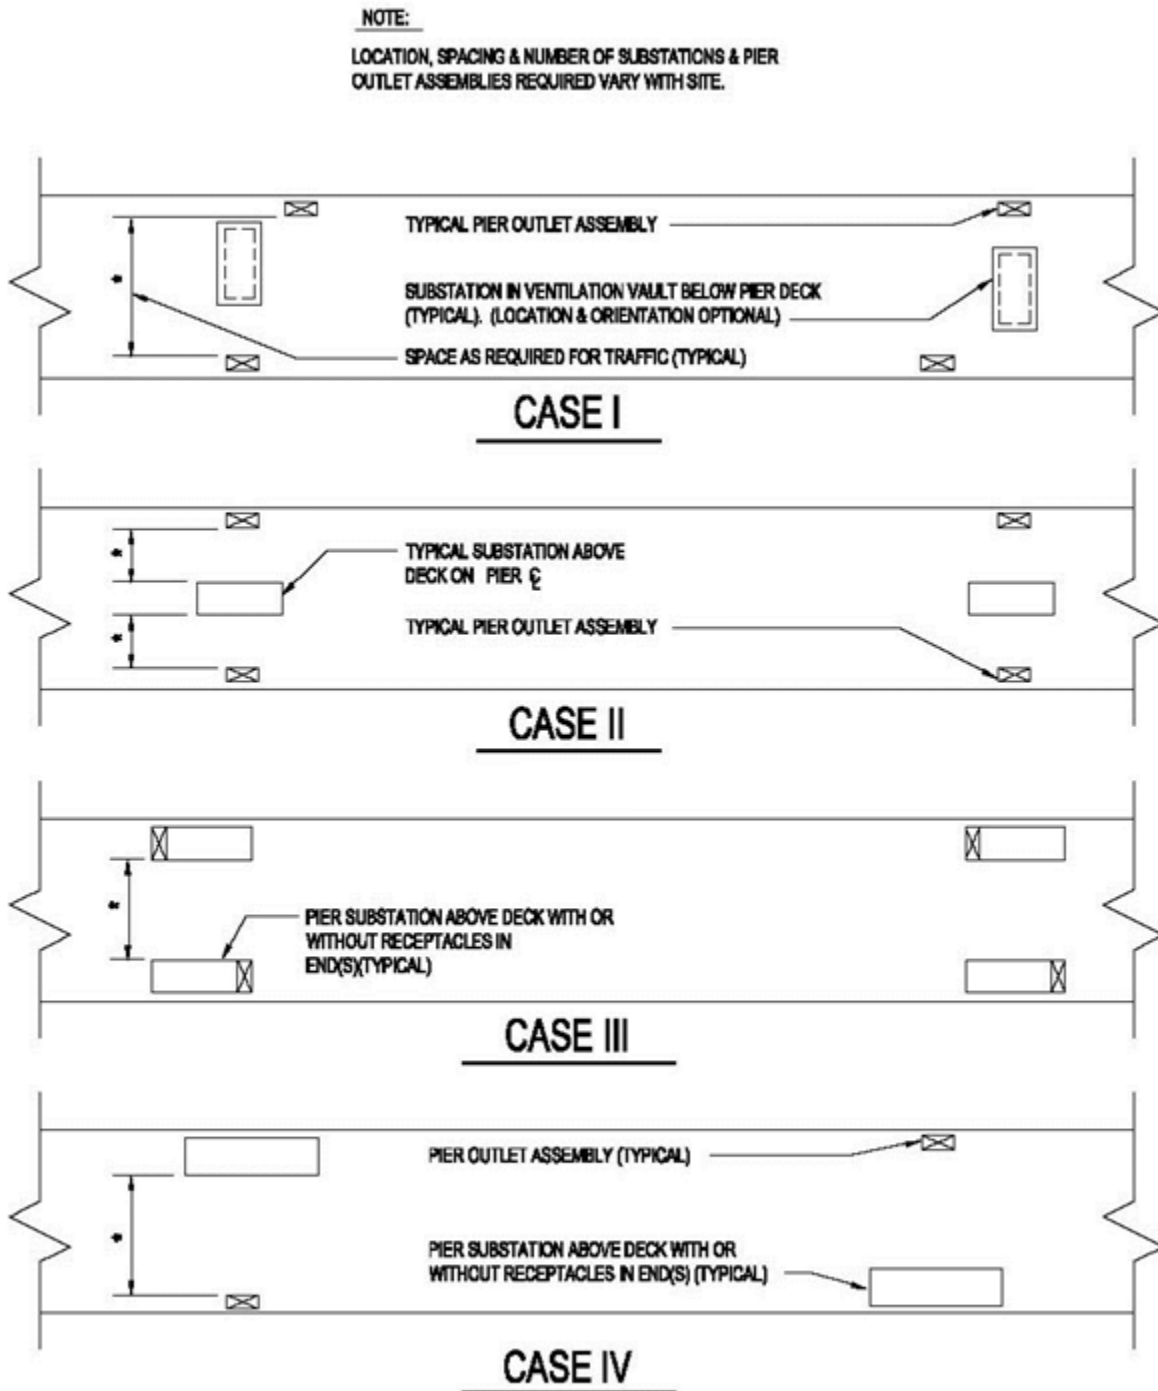 NOTE:
LOCATION, SPACING & NUMBER OF SUBSTATIONS & PIER
OUTLET ASSEMBLIES REQUIRED VARY WITH SITE.
TYPICAL PIER OUTLET ASSEMBLY
*
SUBSTATION IN VENTILATION VAULT BELOW PIER DECK
(TYPICAL). (LOCATION & ORIENTATION OPTIONAL)
SPACE AS REQUIRED FOR TRAFFIC (TYPICAL)
CASE I
*
TYPICAL SUBSTATION ABOVE
DECK ON PIER ℄
*
TYPICAL PIER OUTLET ASSEMBLY
CASE II
*
PIER SUBSTATION ABOVE DECK WITH OR
WITHOUT RECEPTACLES IN
END(S)(TYPICAL)
CASE III
PIER OUTLET ASSEMBLY (TYPICAL)
*
PIER SUBSTATION ABOVE DECK WITH OR
WITHOUT RECEPTACLES IN END(S) (TYPICAL)
CASE IV